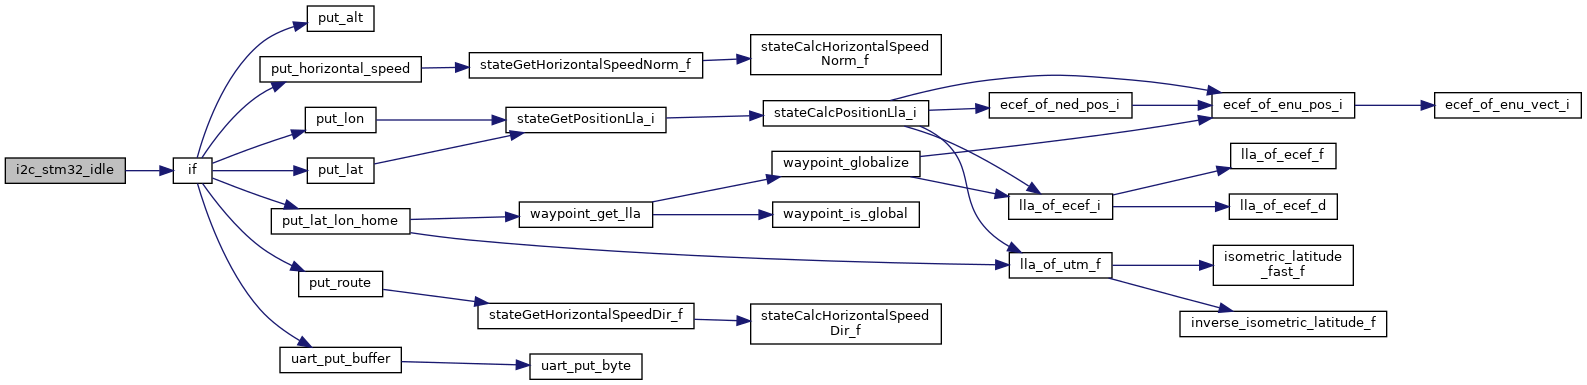 i2c_stm32_idle
if
put_alt
put_horizontal_speed
put_lon
put_lat
put_lat_lon_home
put_route
uart_put_buffer
stateGetHorizontalSpeedNorm_f
stateGetPositionLla_i
waypoint_get_lla
stateGetHorizontalSpeedDir_f
uart_put_byte
stateCalcHorizontalSpeed
Norm_f
stateCalcPositionLla_i
waypoint_globalize
waypoint_is_global
stateCalcHorizontalSpeed
Dir_f
ecef_of_ned_pos_i
lla_of_ecef_i
lla_of_utm_f
ecef_of_enu_pos_i
lla_of_ecef_f
lla_of_ecef_d
isometric_latitude
_fast_f
inverse_isometric_latitude_f
ecef_of_enu_vect_i